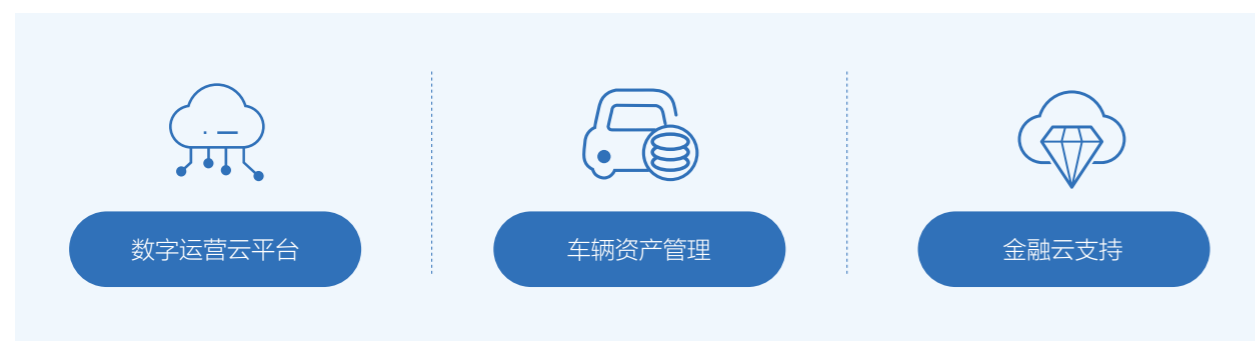 数字运营云平台
车辆资产管理
金融云支持